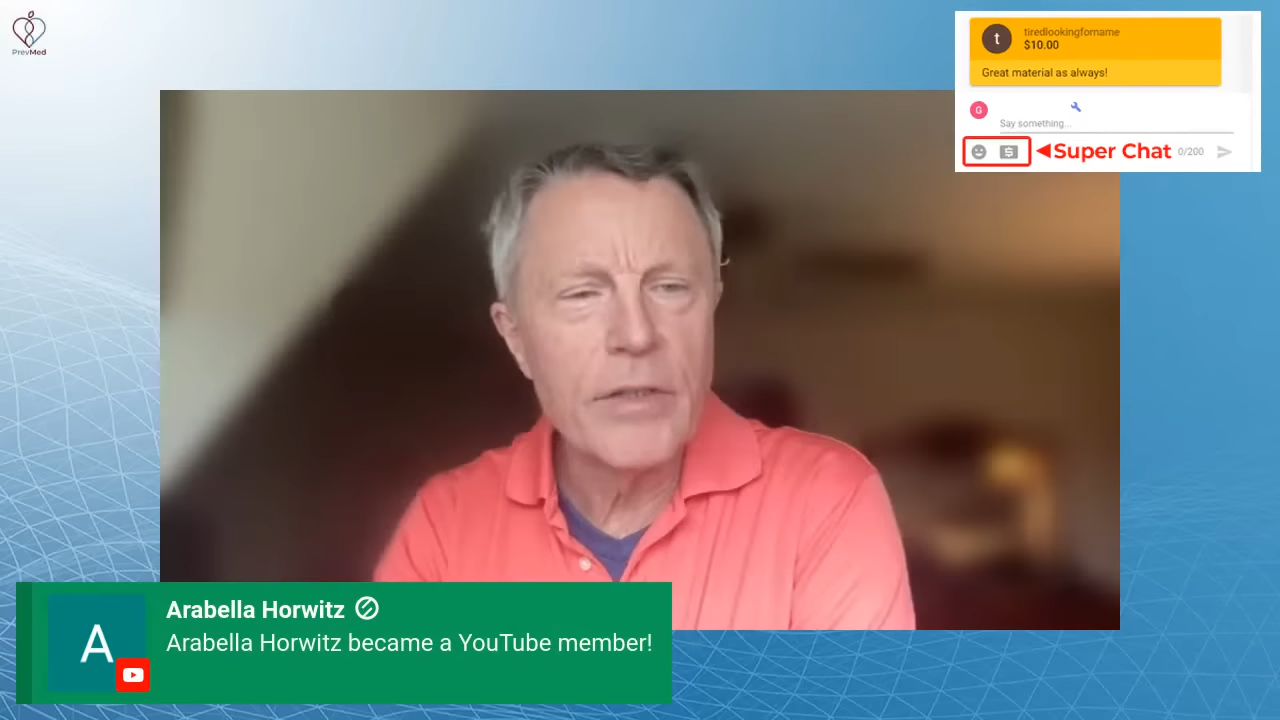 PrevMed
t
tiredlookingforname
$10.00
Great material as always!
G
Say something...
Super Chat
0/200
A
Arabella Horwitz
Arabella Horwitz became a YouTube member!